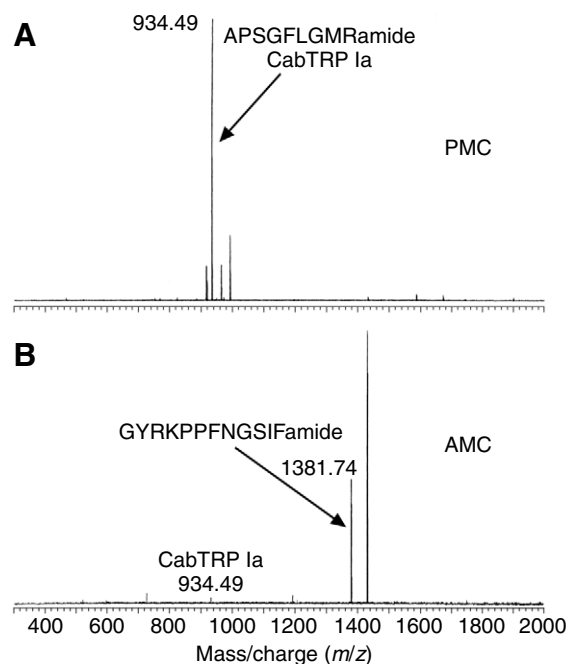 A
934.49
APSGFLGMRamide
CabTRP Ia
PMC
B
GYRKPPFNGSIFamide
1381.74
AMC
CabTRP Ia
934.49
400 600 800 1000 1200 1400 1600 1800 2000
Mass/charge (m/z)